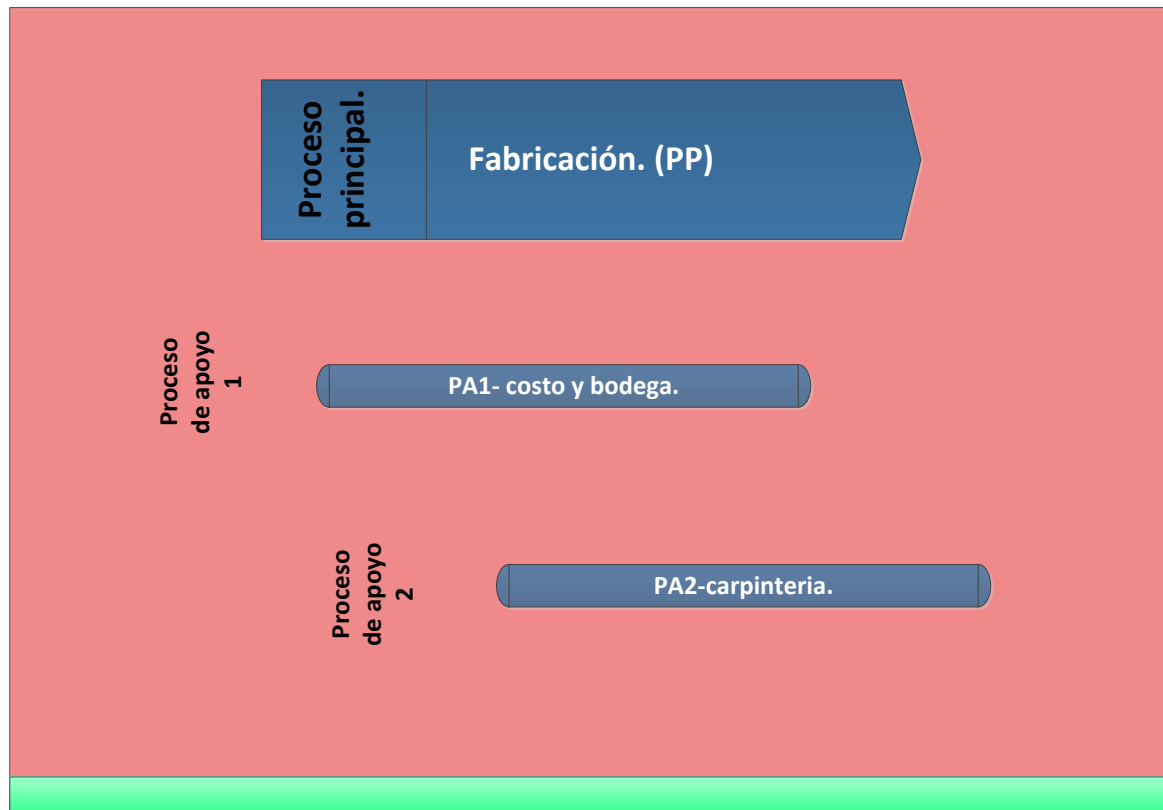 Proceso
principal.
Fabricación. (PP)
Proceso
de apoyo
1
PA1- costo y bodega.
Proceso
de apoyo
2
PA2-carpinteria.